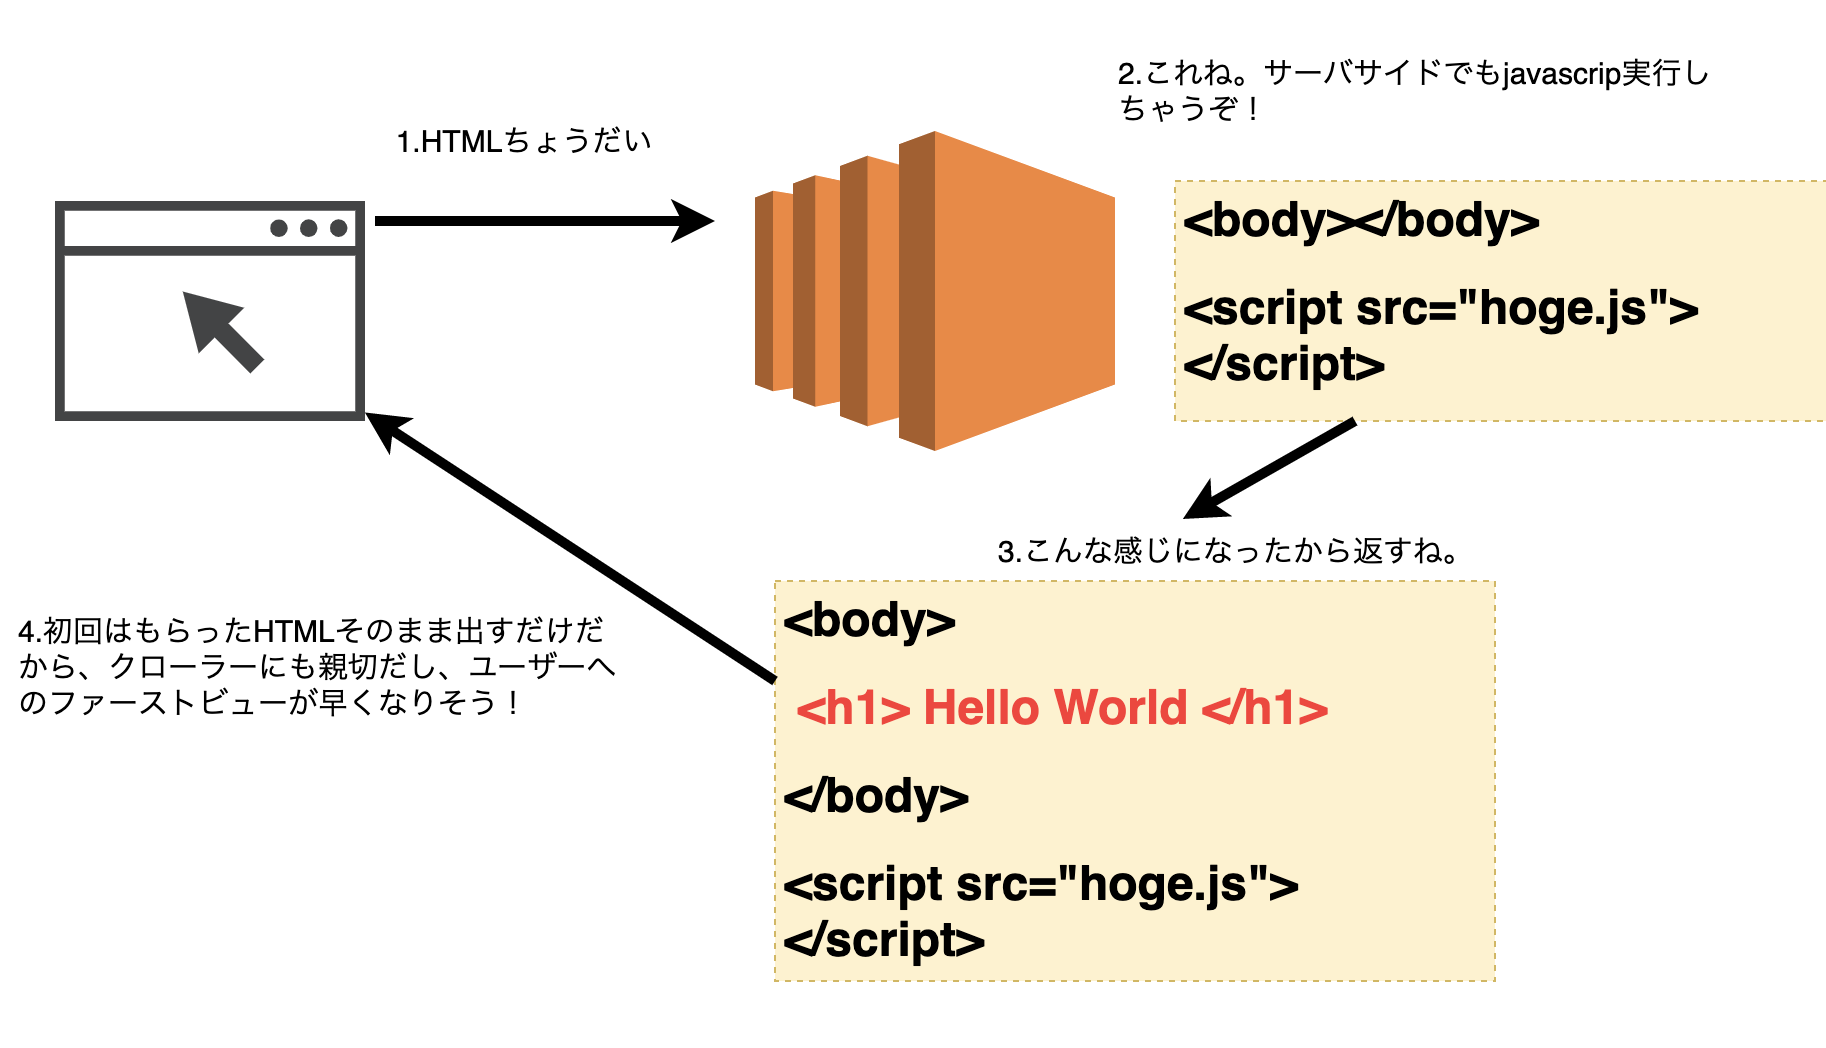 1.HTMLちょうだい
2.これね。サーバサイドでもjavascrip実行し
ちゃうぞ！
<body></body>
<script src="hoge.js">
</script>
3.こんな感じになったから返すね。
<body>
<h1> Hello World </h1>
</body>
<script src="hoge.js">
</script>
4.初回はもらったHTMLそのまま出すだけだ
から、クローラーにも親切だし、ユーザーへ
のファーストビューが早くなりそう！